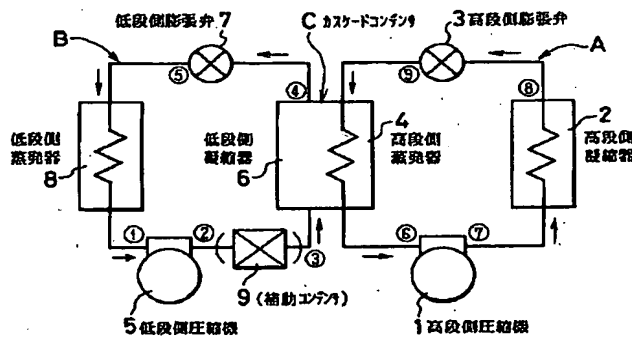 低段側膨張弁 7
C カスケードコンデンサ
3 高段側膨張弁
B
A
⑤
④
⑨
⑧
低段側
蒸発器
8
低段側
凝縮器
6
4
高段側
蒸発器
2
高段側
凝縮器
①
②
③
⑥
⑦
9 (補助コンデンサ)
5 低段側圧縮機
1 高段側圧縮機